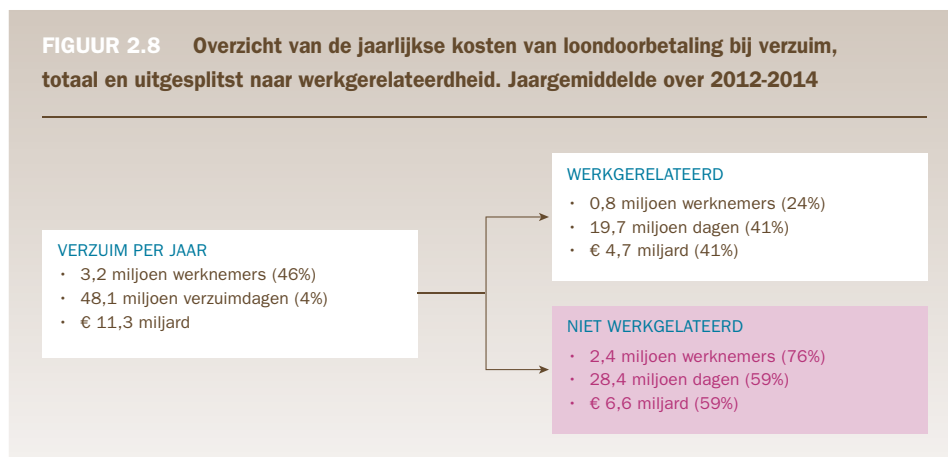 FIGUUR 2.8 Overzicht van de jaarlijkse kosten van loondoorbetaling bij verzuim,
totaal en uitgesplitst naar werkgerelateerdheid. Jaargemiddelde over 2012-2014
VERZUIM PER JAAR
• 3,2 miljoen werknemers (46%)
• 48,1 miljoen verzuimdagen (4%)
• € 11,3 miljard
WERKGERELATEERD
• 0,8 miljoen werknemers (24%)
• 19,7 miljoen dagen (41%)
• € 4,7 miljard (41%)
NIET WERKGELATEERD
• 2,4 miljoen werknemers (76%)
• 28,4 miljoen dagen (59%)
• € 6,6 miljard (59%)